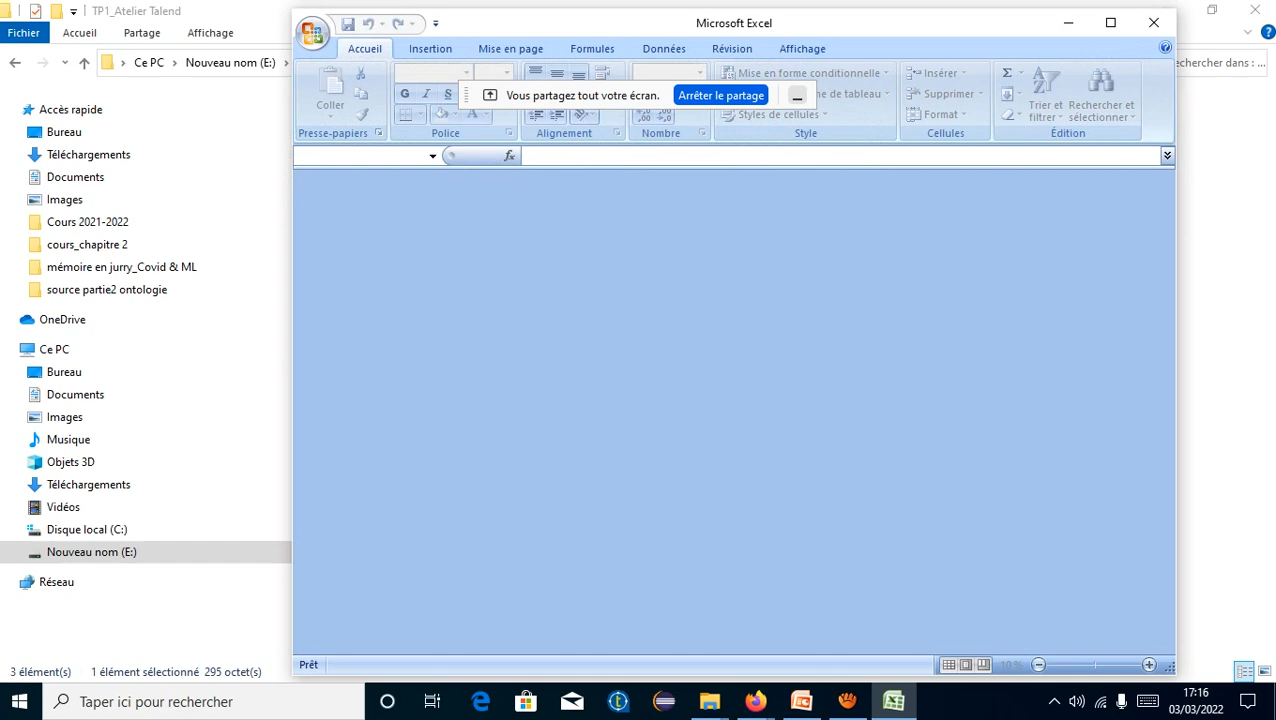 TP1_Atelier Talend
Microsoft Excel
Fichier Accueil Partage Affichage
Accueil Insertion Mise en page Formules Données Révision Affichage
Ce PC Nouveau nom (E:)
Rechercher dans : ...
Coller
G I S
Mise en forme conditionnelle
Styles de cellules
Insérer
Supprimer
Format
Trier et filtrer
Rechercher et sélectionner
Presse-papiers Police Alignement Nombre Style Cellules Édition
Vous partagez tout votre écran. Arrêter le partage
fx
Accès rapide
Bureau
Téléchargements
Documents
Images
Cours 2021-2022
cours_chapitre 2
mémoire en jurry_Covid & ML
source partie2 ontologie
OneDrive
Ce PC
Bureau
Documents
Images
Musique
Objets 3D
Téléchargements
Vidéos
Disque local (C:)
Nouveau nom (E:)
Réseau
3 élément(s) 1 élément sélectionné 295 octet(s)
Prêt
Taper ici pour rechercher
17:16
03/03/2022